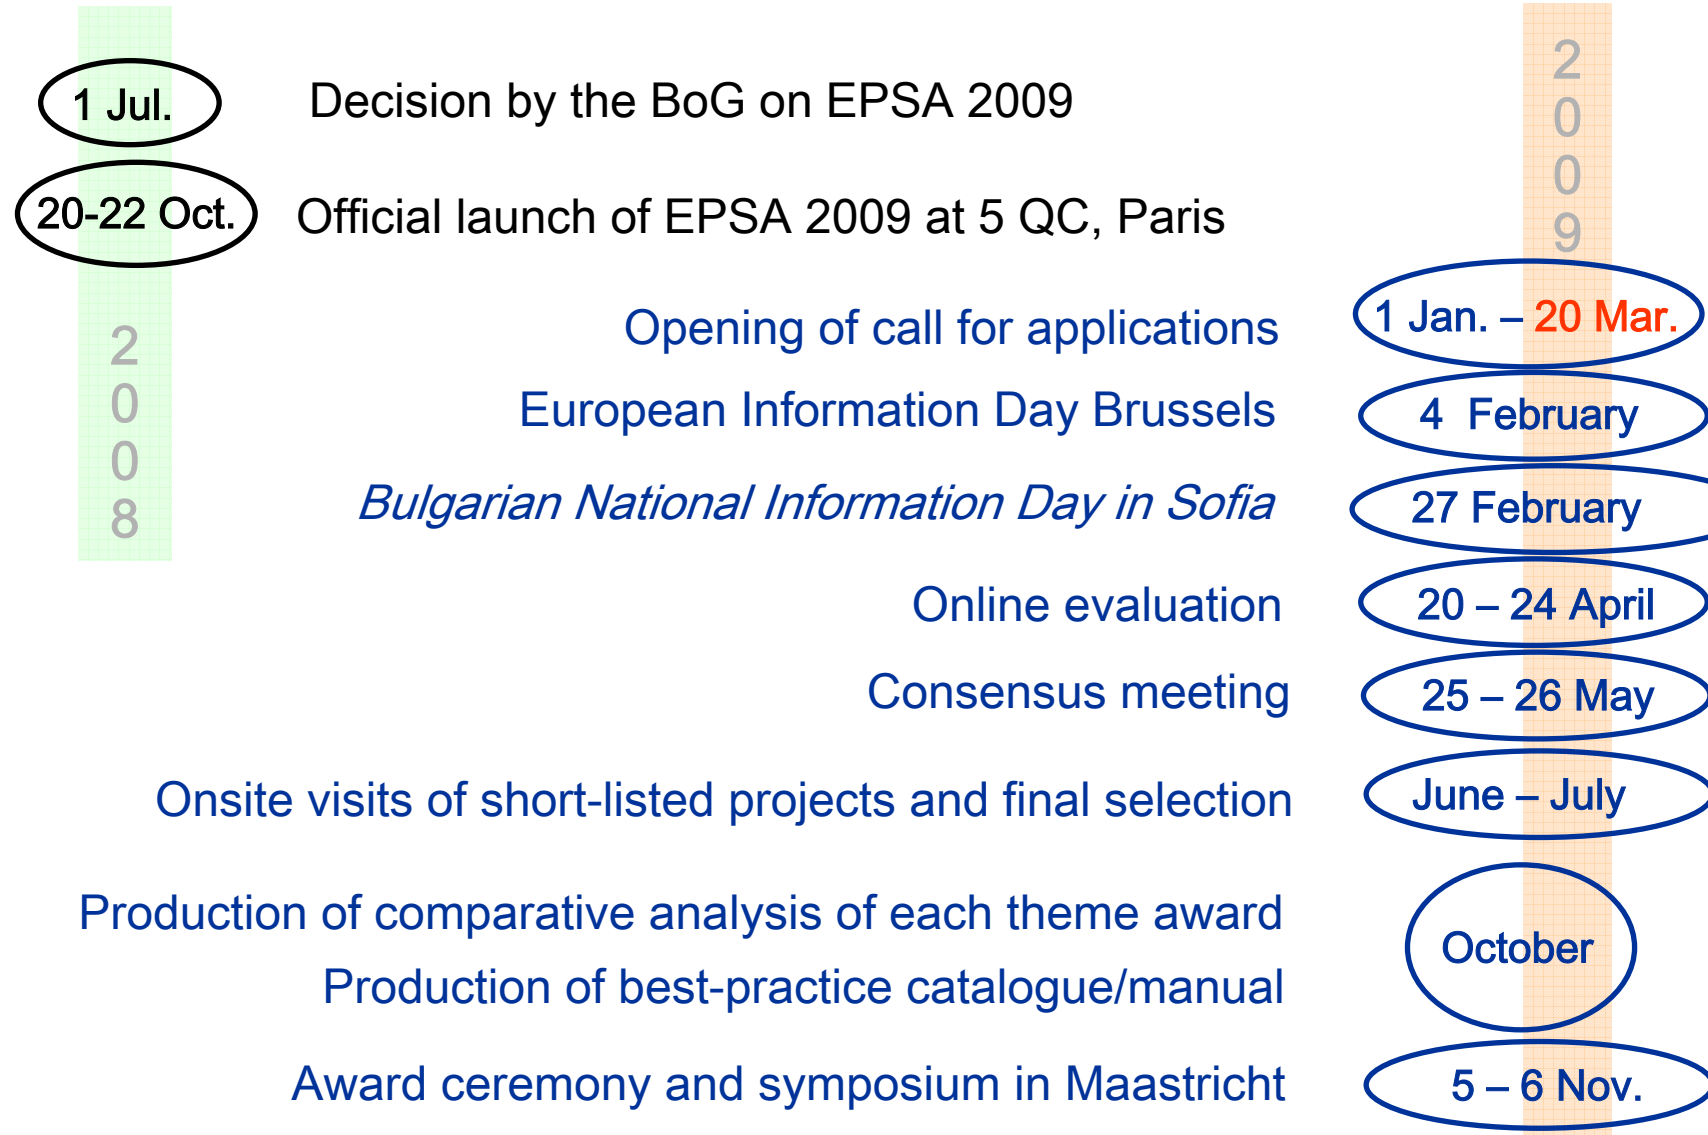 1 Jul.
Decision by the BoG on EPSA 2009
20-22 Oct.
Official launch of EPSA 2009 at 5 QC, Paris
2
0
0
8
2
0
0
9
Opening of call for applications
1 Jan. – 20 Mar.
European Information Day Brussels
4 February
Bulgarian National Information Day in Sofia
27 February
Online evaluation
20 – 24 April
Consensus meeting
25 – 26 May
Onsite visits of short-listed projects and final selection
June – July
Production of comparative analysis of each theme award
Production of best-practice catalogue/manual
October
Award ceremony and symposium in Maastricht
5 – 6 Nov.